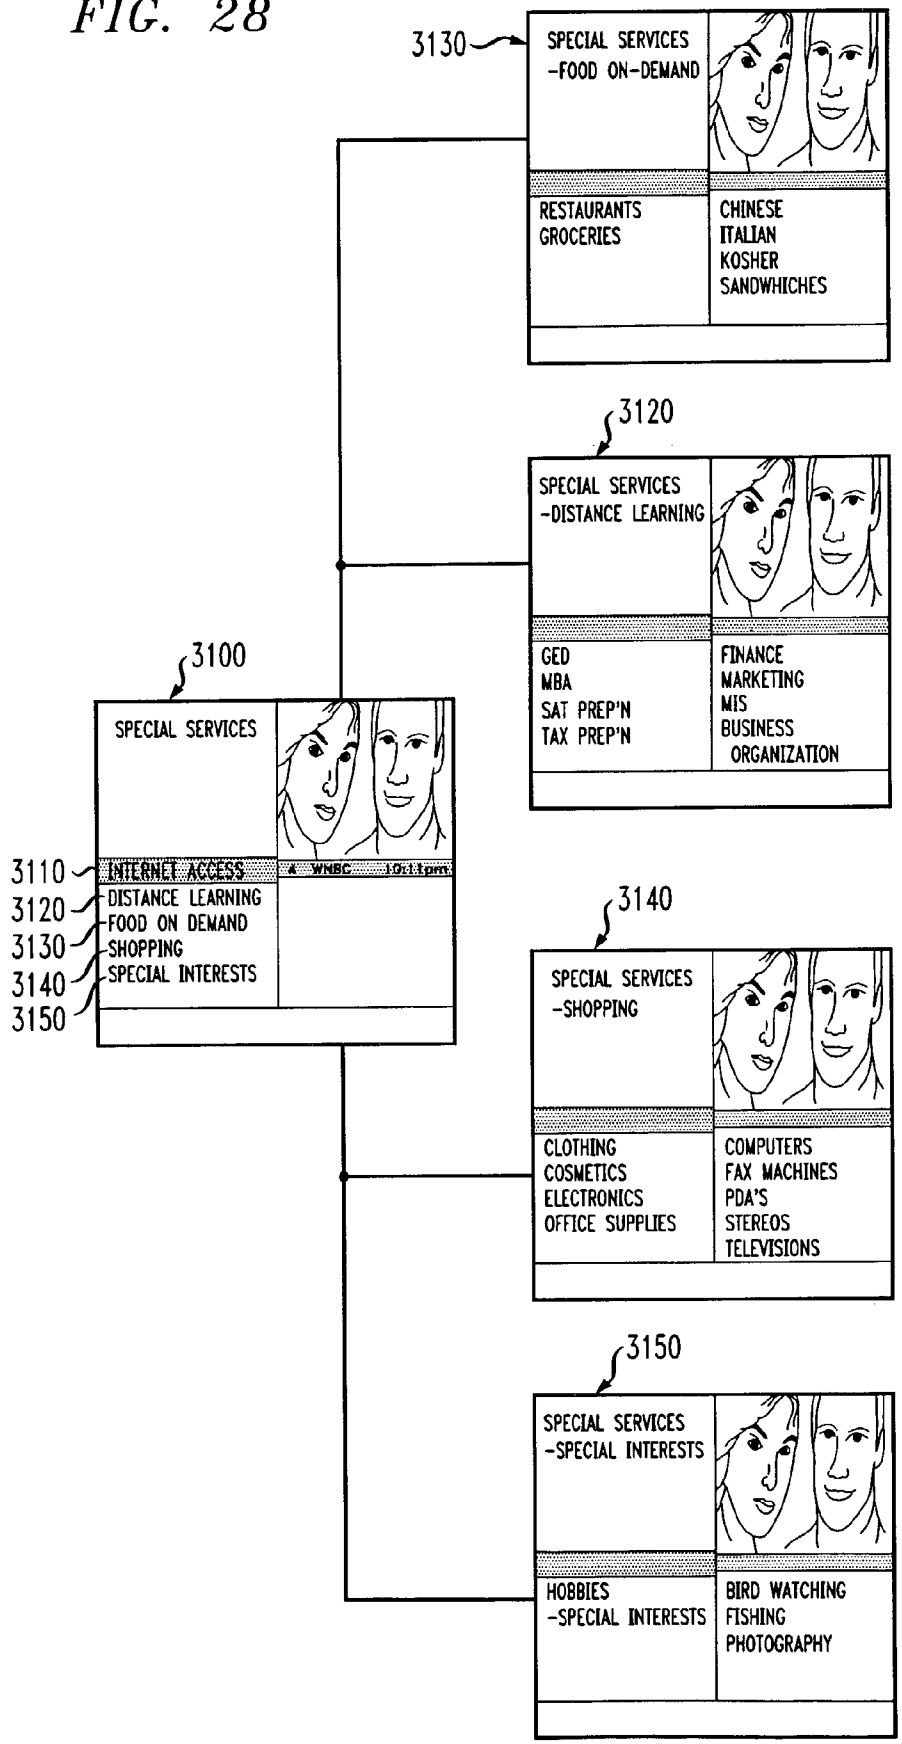 FIG. 28
3130
SPECIAL SERVICES
-FOOD ON-DEMAND
RESTAURANTS
GROCERIES
CHINESE
ITALIAN
KOSHER
SANDWHICHES
3120
SPECIAL SERVICES
-DISTANCE LEARNING
GED
MBA
SAT PREP'N
TAX PREP'N
FINANCE
MARKETING
MIS
BUSINESS
ORGANIZATION
3100
SPECIAL SERVICES
4 WNBC 10:11pm
3110 INTERNET ACCESS
3120 DISTANCE LEARNING
3130 FOOD ON DEMAND
3140 SHOPPING
3150 SPECIAL INTERESTS
3140
SPECIAL SERVICES
-SHOPPING
CLOTHING
COSMETICS
ELECTRONICS
OFFICE SUPPLIES
COMPUTERS
FAX MACHINES
PDA'S
STEREOS
TELEVISIONS
3150
SPECIAL SERVICES
-SPECIAL INTERESTS
HOBBIES
-SPECIAL INTERESTS
BIRD WATCHING
FISHING
PHOTOGRAPHY